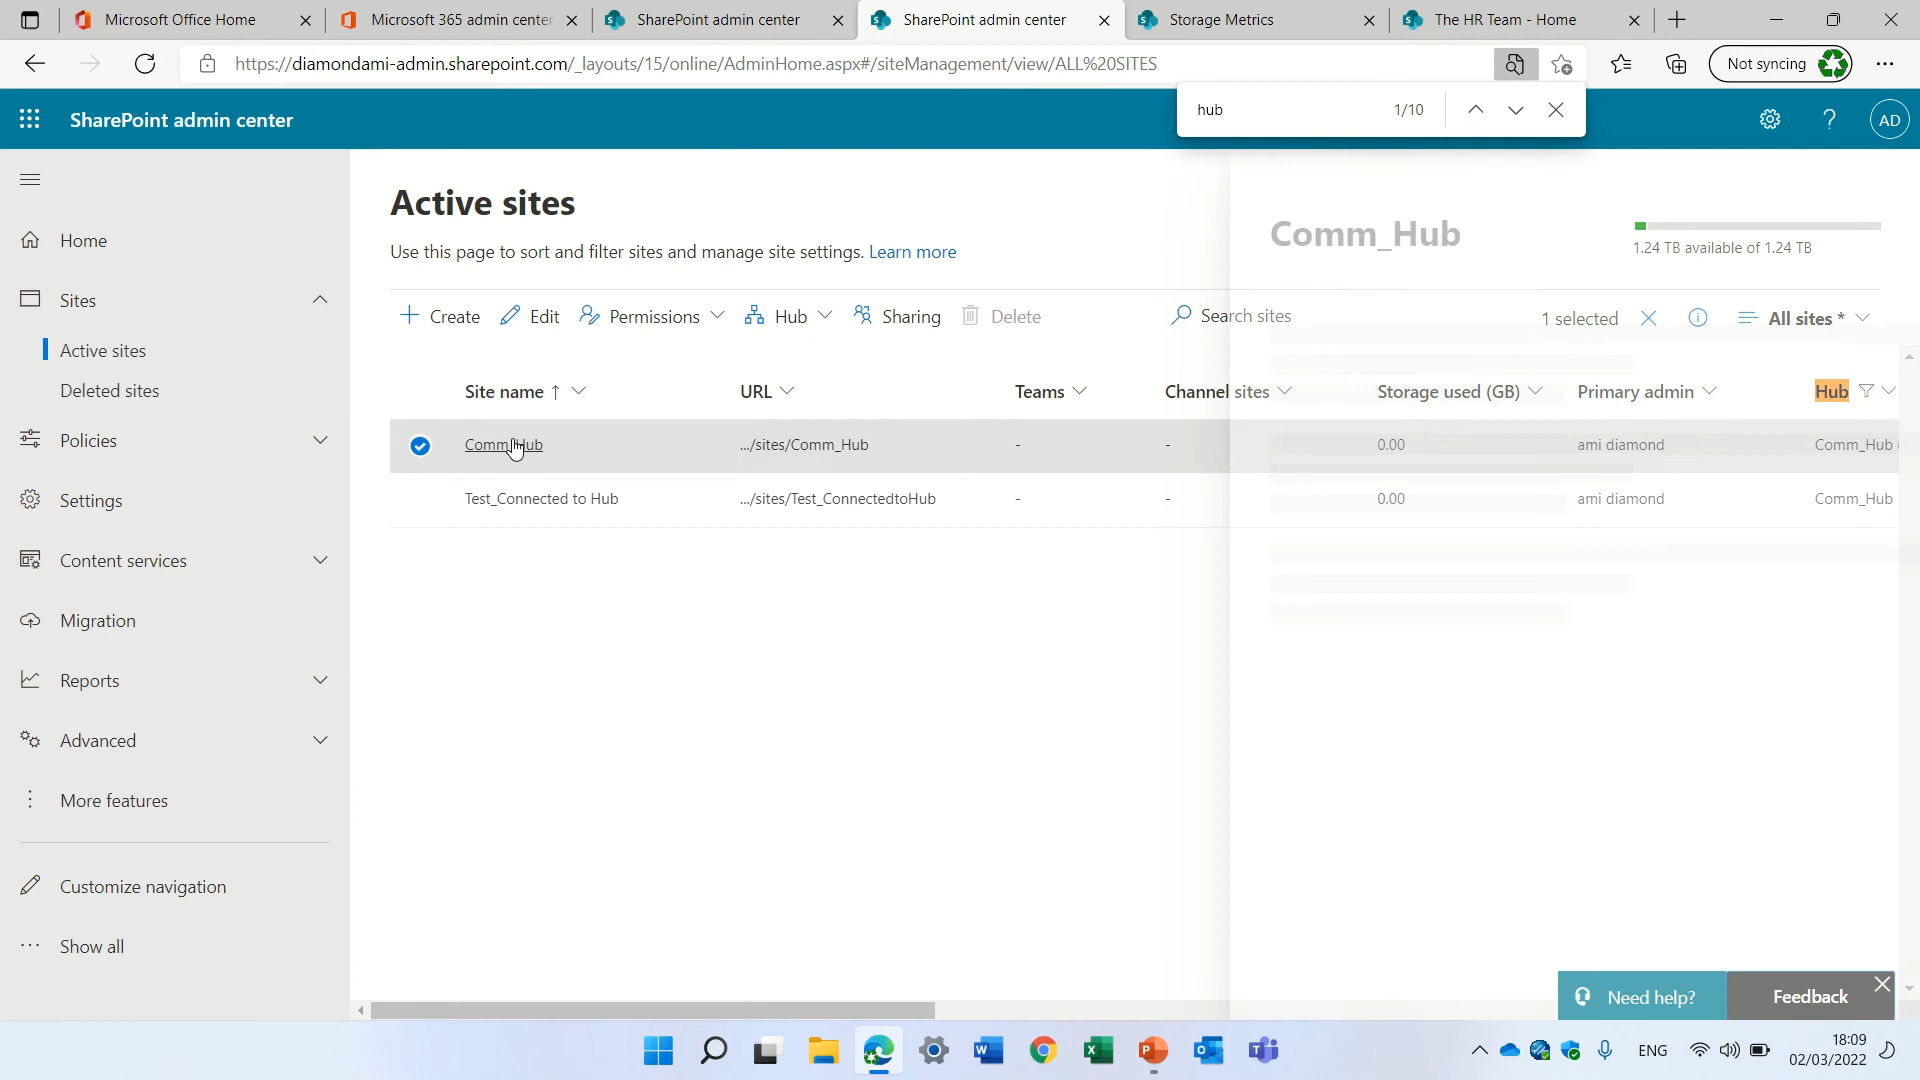 Microsoft Office Home
Microsoft 365 admin center
SharePoint admin center
SharePoint admin center
Storage Metrics
The HR Team - Home
https://diamondami-admin.sharepoint.com/_layouts/15/online/AdminHome.aspx#/siteManagement/view/ALL%20SITES
Not syncing
hub
1/10
SharePoint admin center
AD
Home
Sites
Active sites
Deleted sites
Policies
Settings
Content services
Migration
Reports
Advanced
More features
Customize navigation
Show all
Active sites
Use this page to sort and filter sites and manage site settings. Learn more
Create
Edit
Permissions
Hub
Sharing
Delete
Search sites
1 selected
All sites *
Site name
URL
Teams
Channel sites
Storage used (GB)
Primary admin
Hub
Comm_Hub
.../sites/Comm_Hub
-
-
0.00
ami diamond
Comm_Hub
Test_Connected to Hub
.../sites/Test_ConnectedtoHub
-
-
0.00
ami diamond
Comm_Hub
Comm_Hub
1.24 TB available of 1.24 TB
Need help?
Feedback
ENG
18:09
02/03/2022